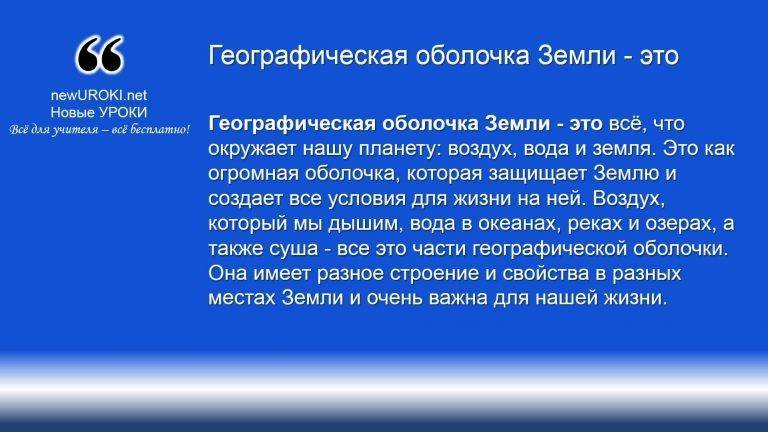 Географическая оболочка Земли - это
“
newUROKI.net
Новые УРОКИ
Всё для учителя – всё бесплатно!
Географическая оболочка Земли - это всё, что
окружает нашу планету: воздух, вода и земля. Это как
огромная оболочка, которая защищает Землю и
создает все условия для жизни на ней. Воздух,
который мы дышим, вода в океанах, реках и озерах, а
также суша - все это части географической оболочки.
Она имеет разное строение и свойства в разных
местах Земли и очень важна для нашей жизни.